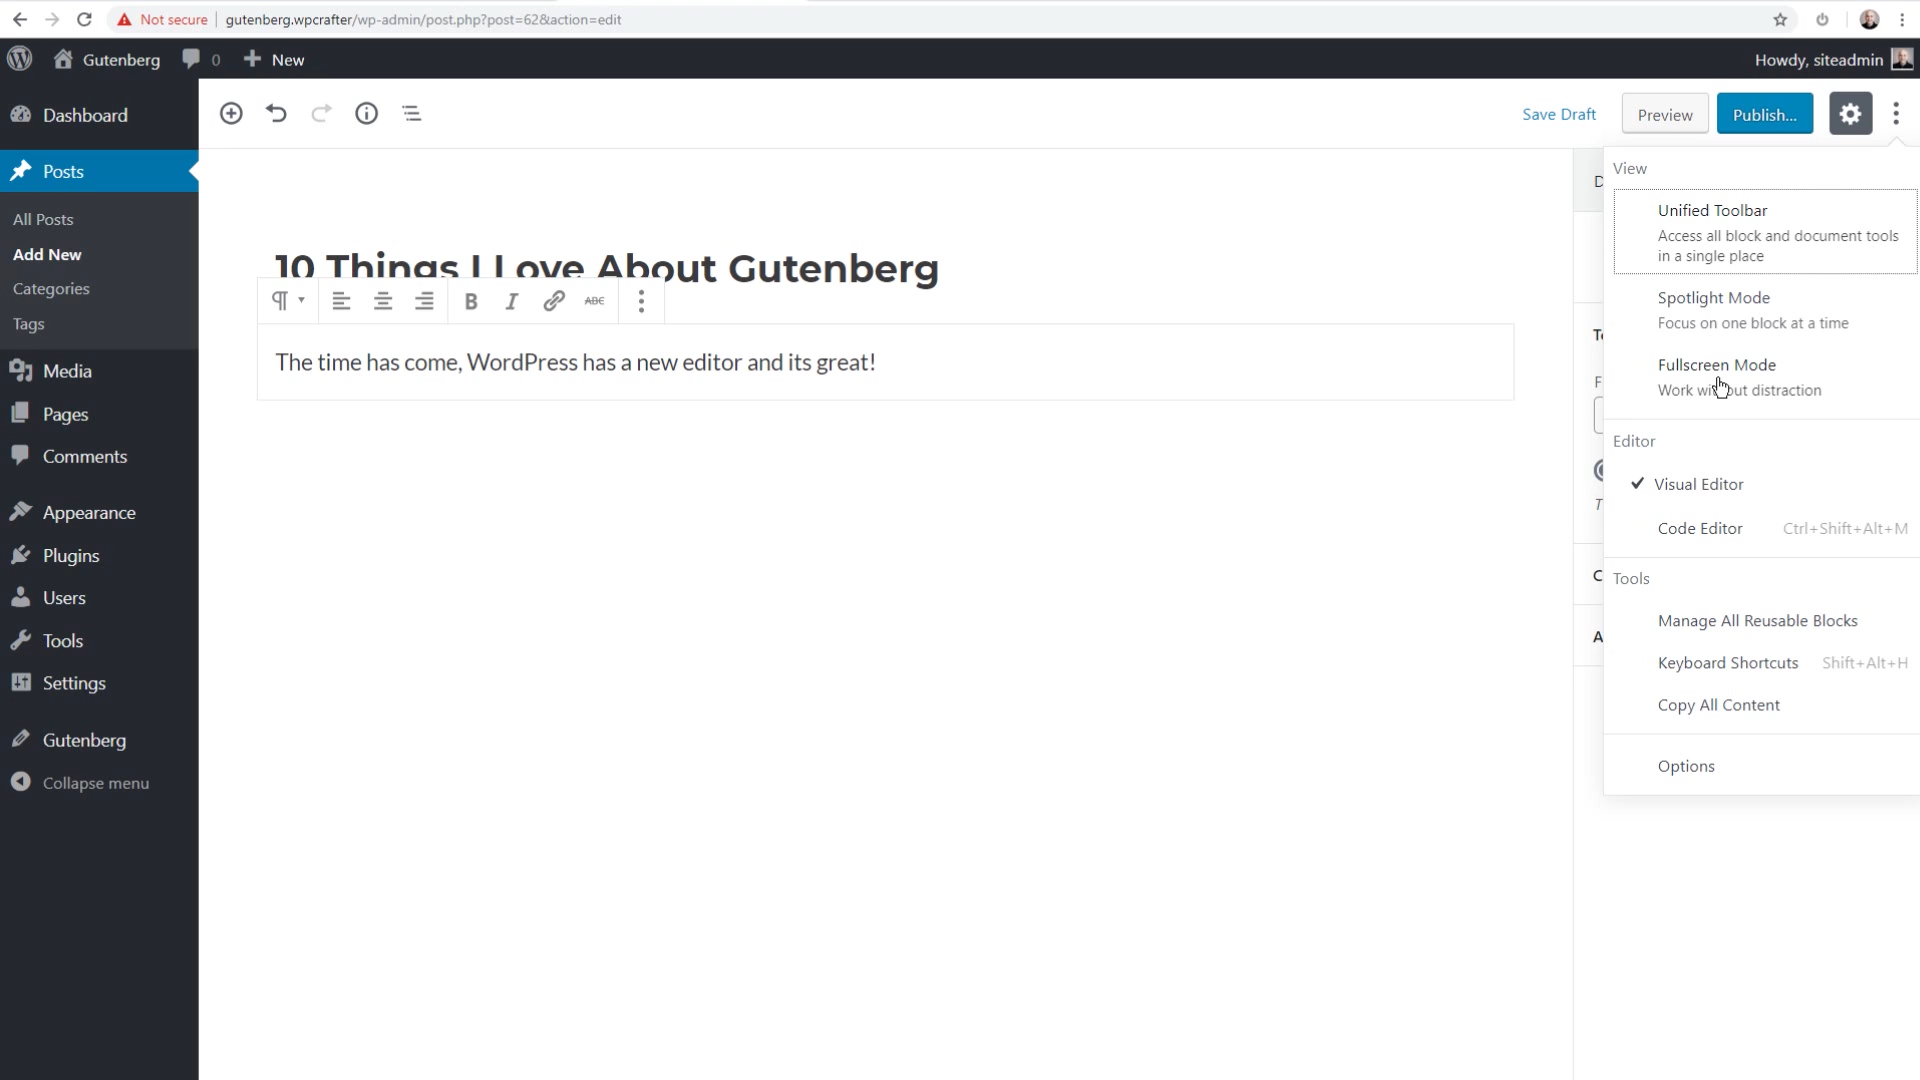 Not secure gutenberg.wpcrafter/wp-admin/post.php?post=62&action=edit
Gutenberg 0 New Howdy, siteadmin
Dashboard
Posts
All Posts
Add New
Categories
Tags
Media
Pages
Comments
Appearance
Plugins
Users
Tools
Settings
Gutenberg
Collapse menu
Save Draft Preview Publish...
10 Things I Love About Gutenberg
B I ABC
The time has come, WordPress has a new editor and its great!
View
Unified Toolbar
Access all block and document tools
in a single place
Spotlight Mode
Focus on one block at a time
Fullscreen Mode
Work without distraction
Editor
Visual Editor
Code Editor Ctrl+Shift+Alt+M
Tools
Manage All Reusable Blocks
Keyboard Shortcuts Shift+Alt+H
Copy All Content
Options